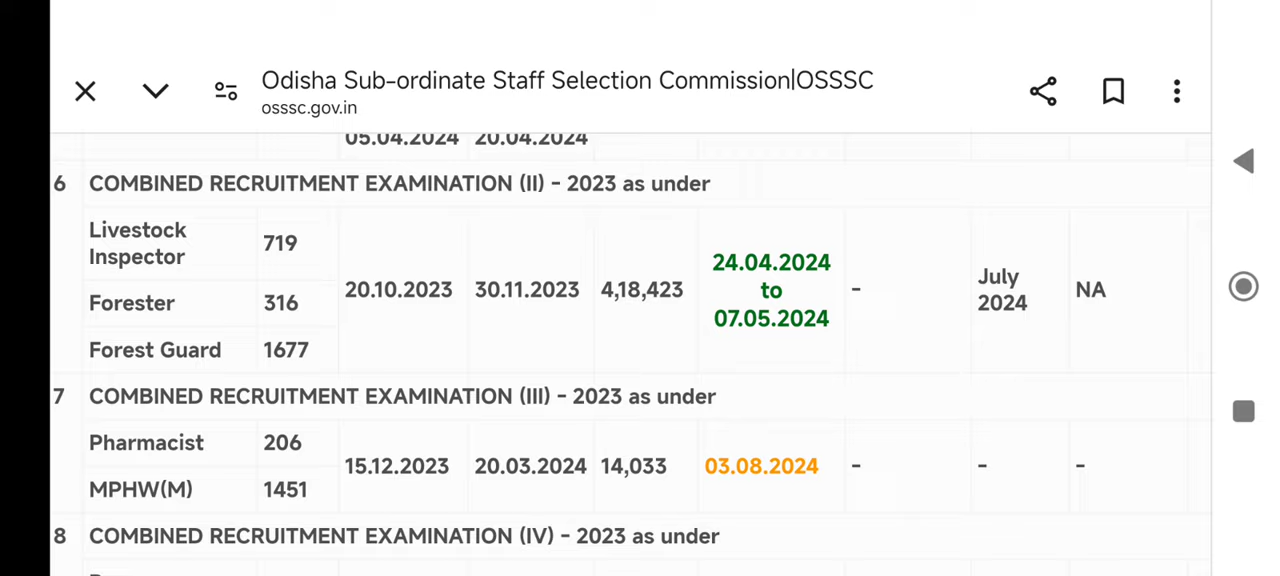 Odisha Sub-ordinate Staff Selection Commission|OSSSC
osssc.gov.in
05.04.2024 20.04.2024
6 COMBINED RECRUITMENT EXAMINATION (II) - 2023 as under
Livestock Inspector 719 20.10.2023 30.11.2023 4,18,423 24.04.2024 to 07.05.2024 - July 2024 NA
Forester 316
Forest Guard 1677
7 COMBINED RECRUITMENT EXAMINATION (III) - 2023 as under
Pharmacist 206 15.12.2023 20.03.2024 14,033 03.08.2024 - - -
MPHW(M) 1451
8 COMBINED RECRUITMENT EXAMINATION (IV) - 2023 as under